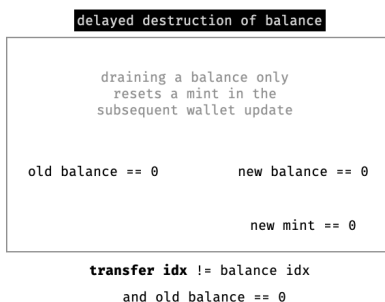 delayed destruction of balance
draining a balance only
resets a mint in the
subsequent wallet update
old balance == 0 new balance == 0
new mint == 0
transfer idx != balance idx
and old balance == 0